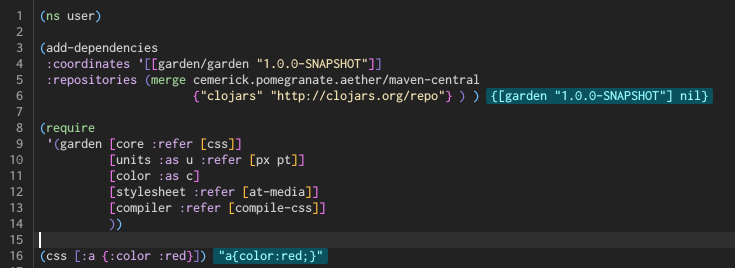 1 (ns user)
2
3 (add-dependencies
4  :coordinates '[[garden/garden "1.0.0-SNAPSHOT"]]
5  :repositories (merge cemerick.pomegranate.aether/maven-central
6                      {"clojars" "http://clojars.org/repo"} ) ) {[garden "1.0.0-SNAPSHOT"] nil}
7
8 (require
9  '(garden [core :refer [css]]
10          [units :as u :refer [px pt]]
11          [color :as c]
12          [stylesheet :refer [at-media]]
13          [compiler :refer [compile-css]]
14          ))
15
16 (css [:a {:color :red}]) "a{color:red;}"